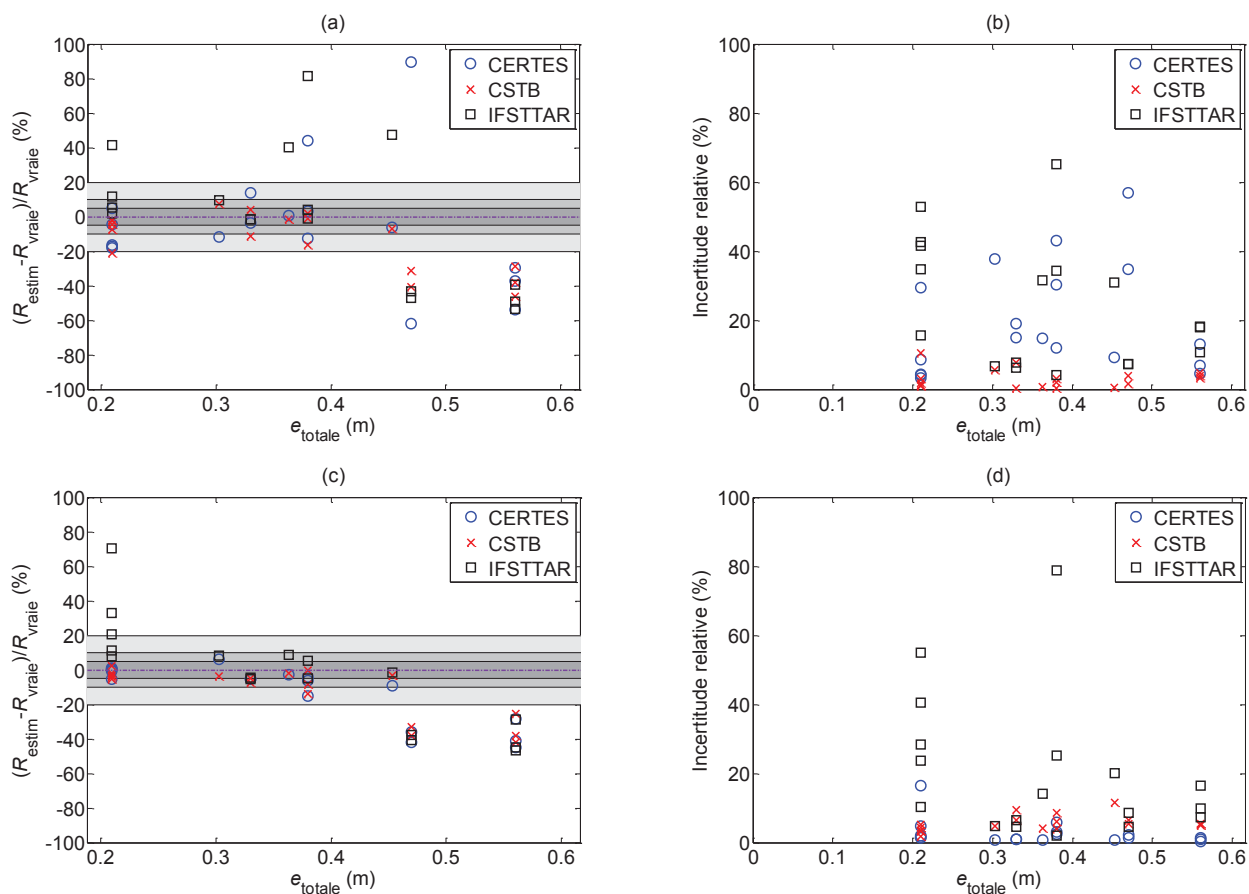 (a)
100
80
60
40
20
0
-20
-40
-60
-80
-100
0.2
0.3
0.4
0.5
0.6
e_totale (m)
(R_estim-R_vraie)/R_vraie (%)
CERTES
CSTB
IFSTTAR
(b)
100
80
60
40
20
0
0
0.1
0.2
0.3
0.4
0.5
0.6
e_totale (m)
Incertitude relative (%)
CERTES
CSTB
IFSTTAR
(c)
100
80
60
40
20
0
-20
-40
-60
-80
-100
0.2
0.3
0.4
0.5
0.6
e_totale (m)
(R_estim-R_vraie)/R_vraie (%)
CERTES
CSTB
IFSTTAR
(d)
100
80
60
40
20
0
0
0.1
0.2
0.3
0.4
0.5
0.6
e_totale (m)
Incertitude relative (%)
CERTES
CSTB
IFSTTAR